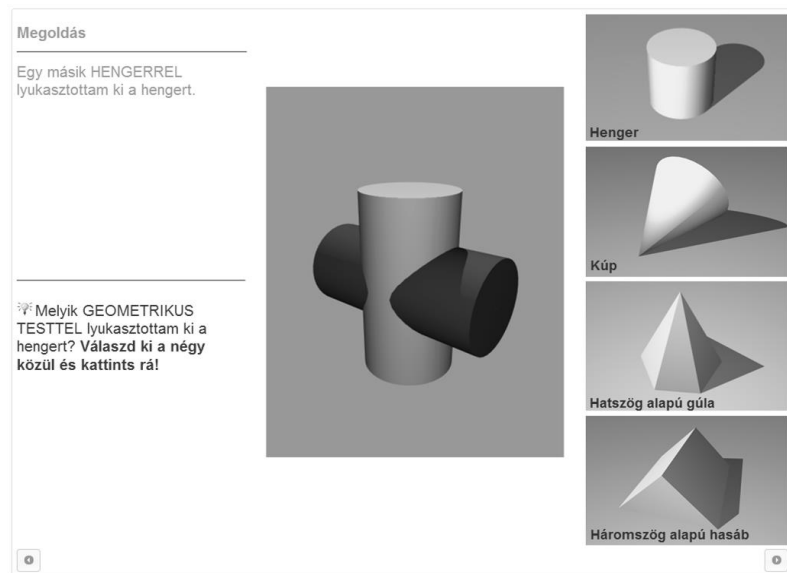 Megoldás
Egy másik HENGERREL
lyukasztottam ki a hengert.
Melyik GEOMETRIKUS
TESTTEL lyukasztottam ki a
hengert? Válaszd ki a négy
közül és kattints rá!
Henger
Kúp
Hatszög alapú gúla
Háromszög alapú hasáb